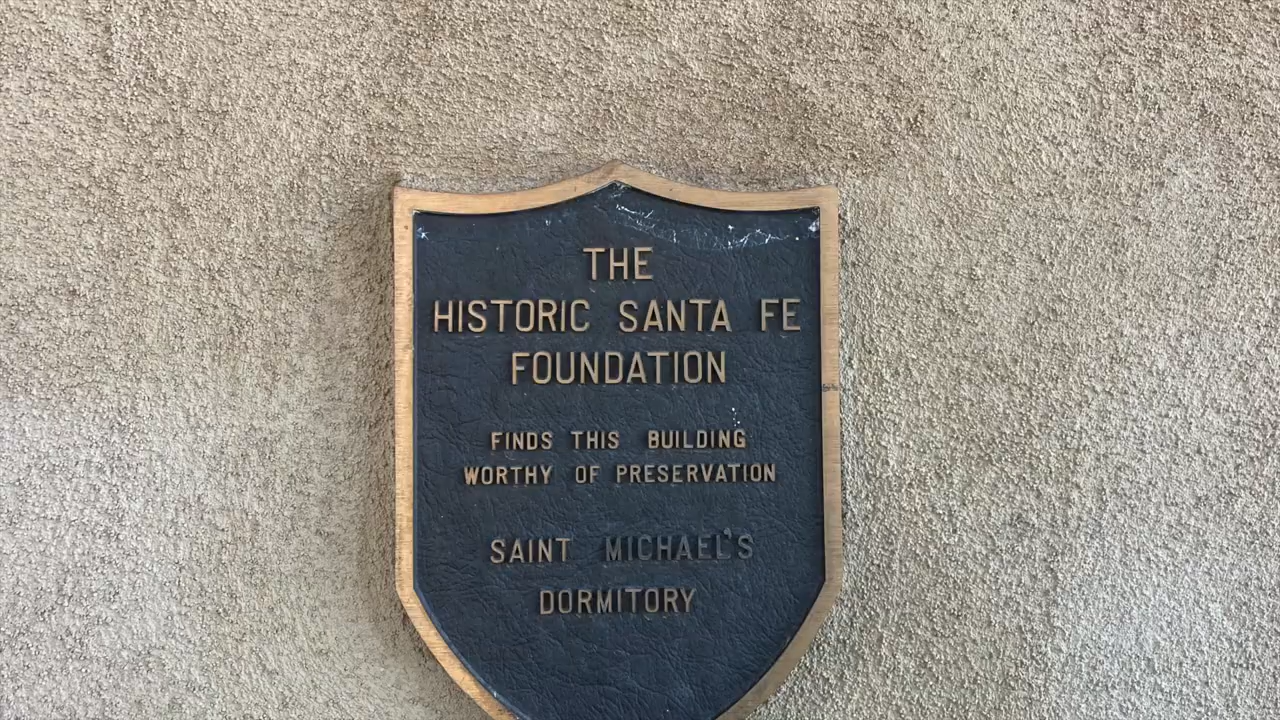 THE
HISTORIC SANTA FE
FOUNDATION
FINDS THIS BUILDING
WORTHY OF PRESERVATION
SAINT MICHAEL'S
DORMITORY